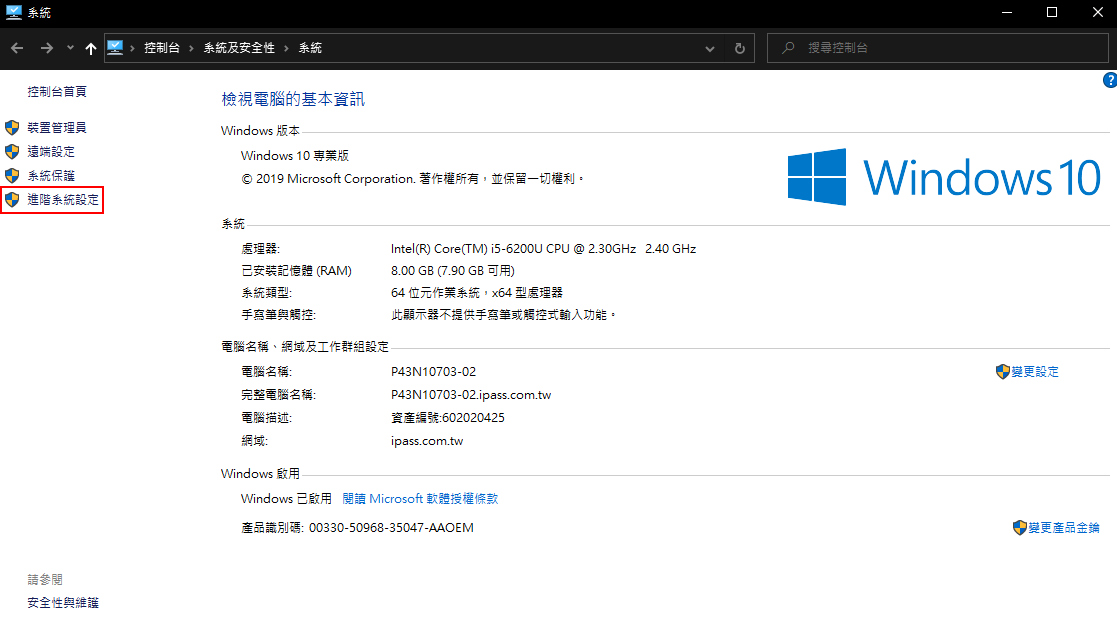 系統
控制台 › 系統及安全性 › 系統
搜尋控制台
控制台首頁
裝置管理員
遠端設定
系統保護
進階系統設定
?
檢視電腦的基本資訊
Windows 版本
Windows 10 專業版
© 2019 Microsoft Corporation. 著作權所有，並保留一切權利。
Windows 10
系統
處理器: Intel(R) Core(TM) i5-6200U CPU @ 2.30GHz 2.40 GHz
已安裝記憶體 (RAM) 8.00 GB (7.90 GB 可用)
系統類型: 64 位元作業系統，x64 型處理器
手寫筆與觸控: 此顯示器不提供手寫筆或觸控式輸入功能。
電腦名稱、網域及工作群組設定
電腦名稱: P43N10703-02 變更設定
完整電腦名稱: P43N10703-02.ipass.com.tw
電腦描述: 資產編號:602020425
網域: ipass.com.tw
Windows 啟用
Windows 已啟用 閱讀 Microsoft 軟體授權條款
產品識別碼: 00330-50968-35047-AAOEM 變更產品金鑰
請參閱
安全性與維護